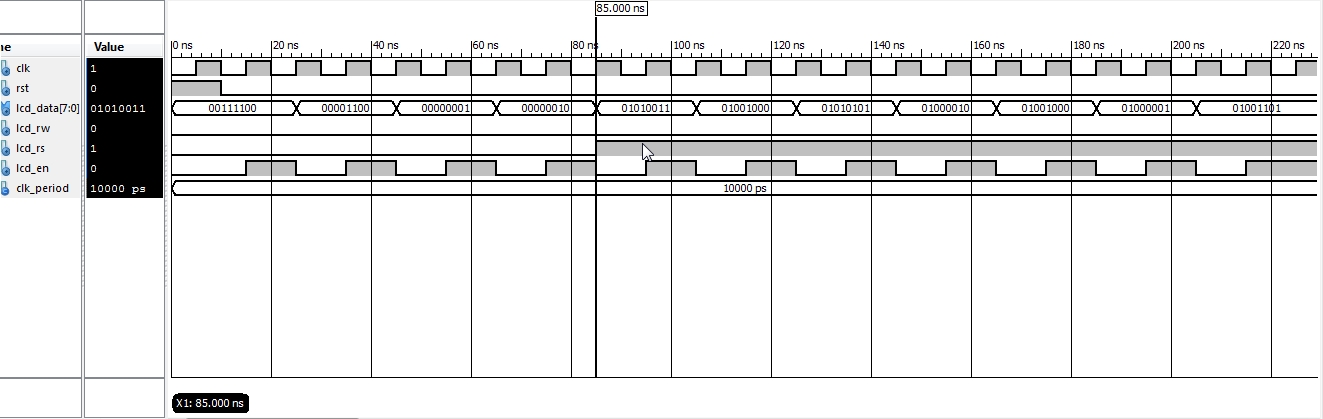 85.000 ns
ne Value 0 ns 20 ns 40 ns 60 ns 80 ns 100 ns 120 ns 140 ns 160 ns 180 ns 200 ns 220 ns
clk 1
rst 0
lcd_data[7:0] 01010011 00111100 00001100 00000001 00000010 01010011 01001000 01010101 01000010 01001000 01000001 01001101
lcd_rw 0
lcd_rs 1
lcd_en 0
clk_period 10000 ps 10000 ps
X1: 85.000 ns